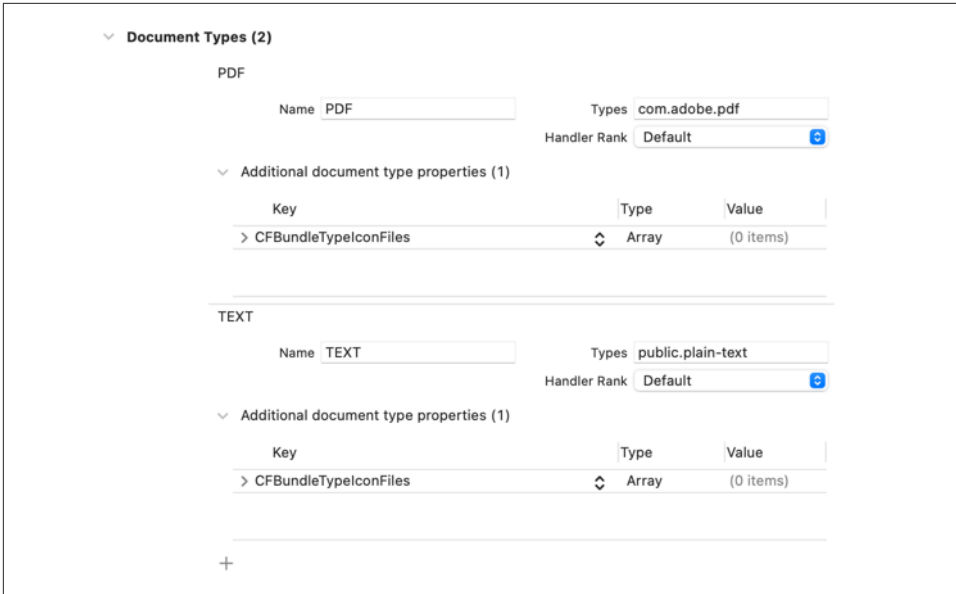 Document Types (2)
PDF
Name PDF Types com.adobe.pdf
Handler Rank Default
Additional document type properties (1)
Key Type Value
CFBundleTypeIconFiles Array (0 items)
TEXT
Name TEXT Types public.plain-text
Handler Rank Default
Additional document type properties (1)
Key Type Value
CFBundleTypeIconFiles Array (0 items)